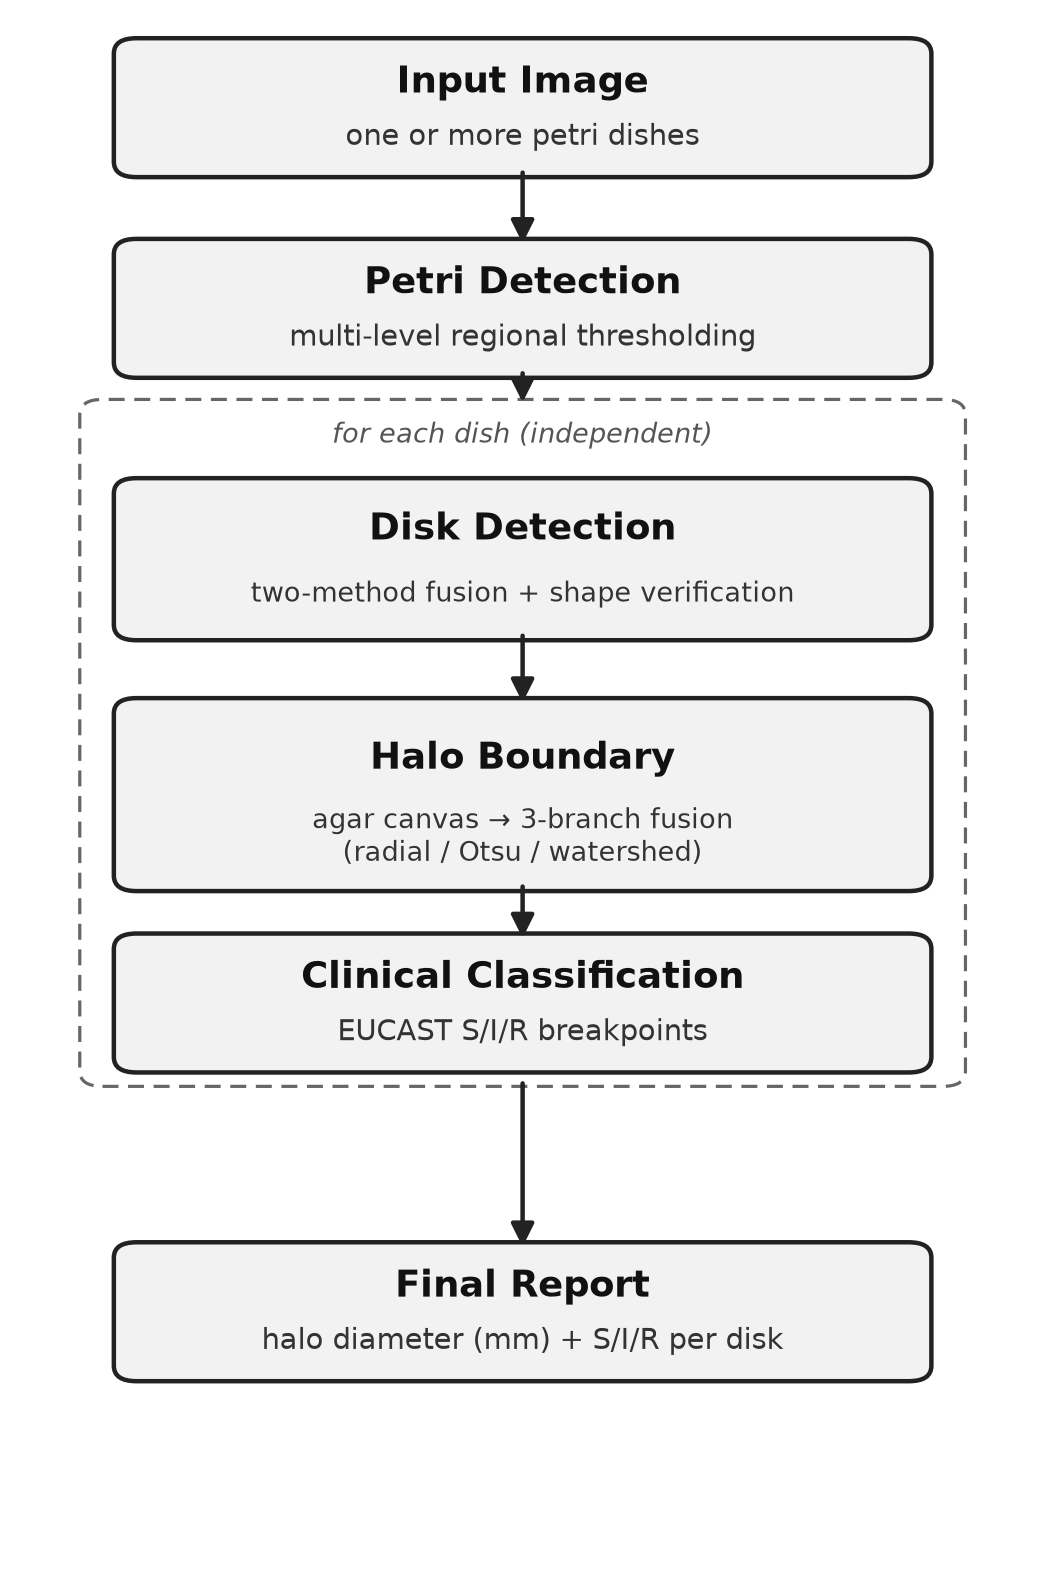 Input Image
one or more petri dishes
Petri Detection
multi-level regional thresholding
for each dish (independent)
Disk Detection
two-method fusion + shape verification
Halo Boundary
agar canvas → 3-branch fusion
(radial / Otsu / watershed)
Clinical Classification
EUCAST S/I/R breakpoints
Final Report
halo diameter (mm) + S/I/R per disk